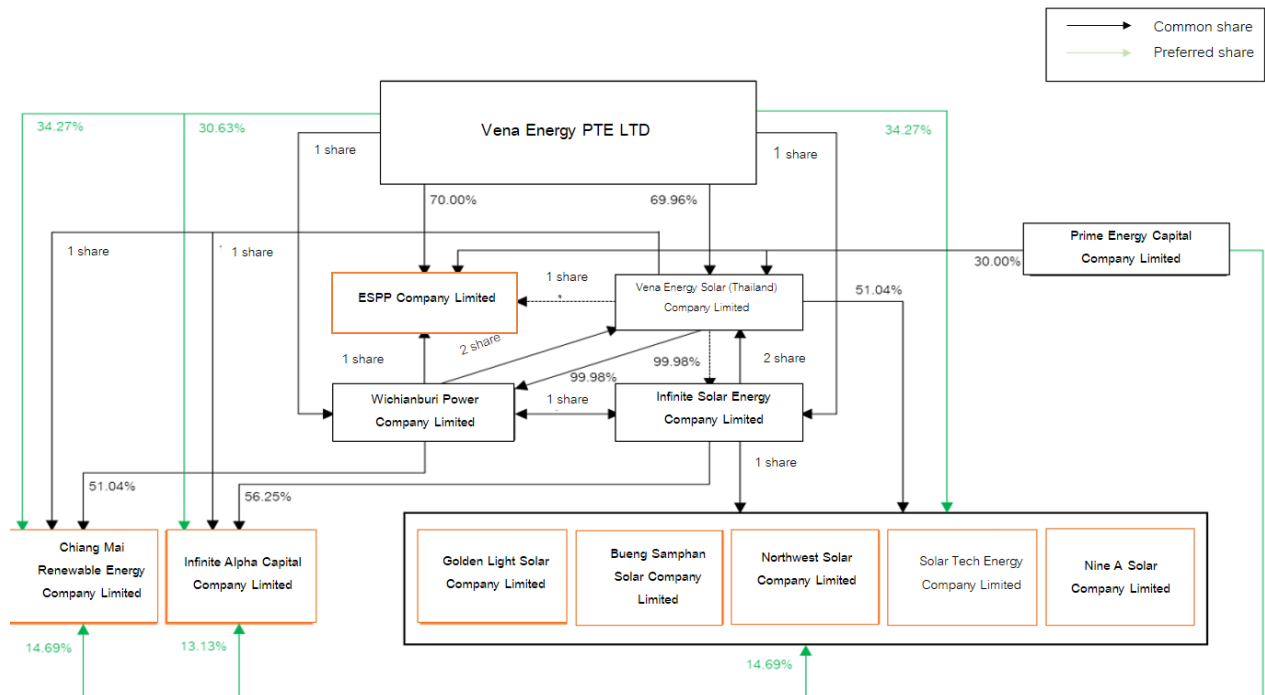 Common share
Preferred share
Vena Energy PTE LTD
34.27%
30.63%
34.27%
1 share
1 share
70.00%
69.96%
Prime Energy Capital
Company Limited
1 share
1 share
30.00%
1 share
ESPP Company Limited
Vena Energy Solar (Thailand)
Company Limited
51.04%
2 share
1 share
99.98%
2 share
99.98%
Wichianburi Power
Company Limited
1 share
Infinite Solar Energy
Company Limited
1 share
51.04%
56.25%
Chiang Mai
Renewable Energy
Company Limited
Infinite Alpha Capital
Company Limited
Golden Light Solar
Company Limited
Bueng Samphan
Solar Company
Limited
Northwest Solar
Company Limited
Solar Tech Energy
Company Limited
Nine A Solar
Company Limited
14.69%
13.13%
14.69%